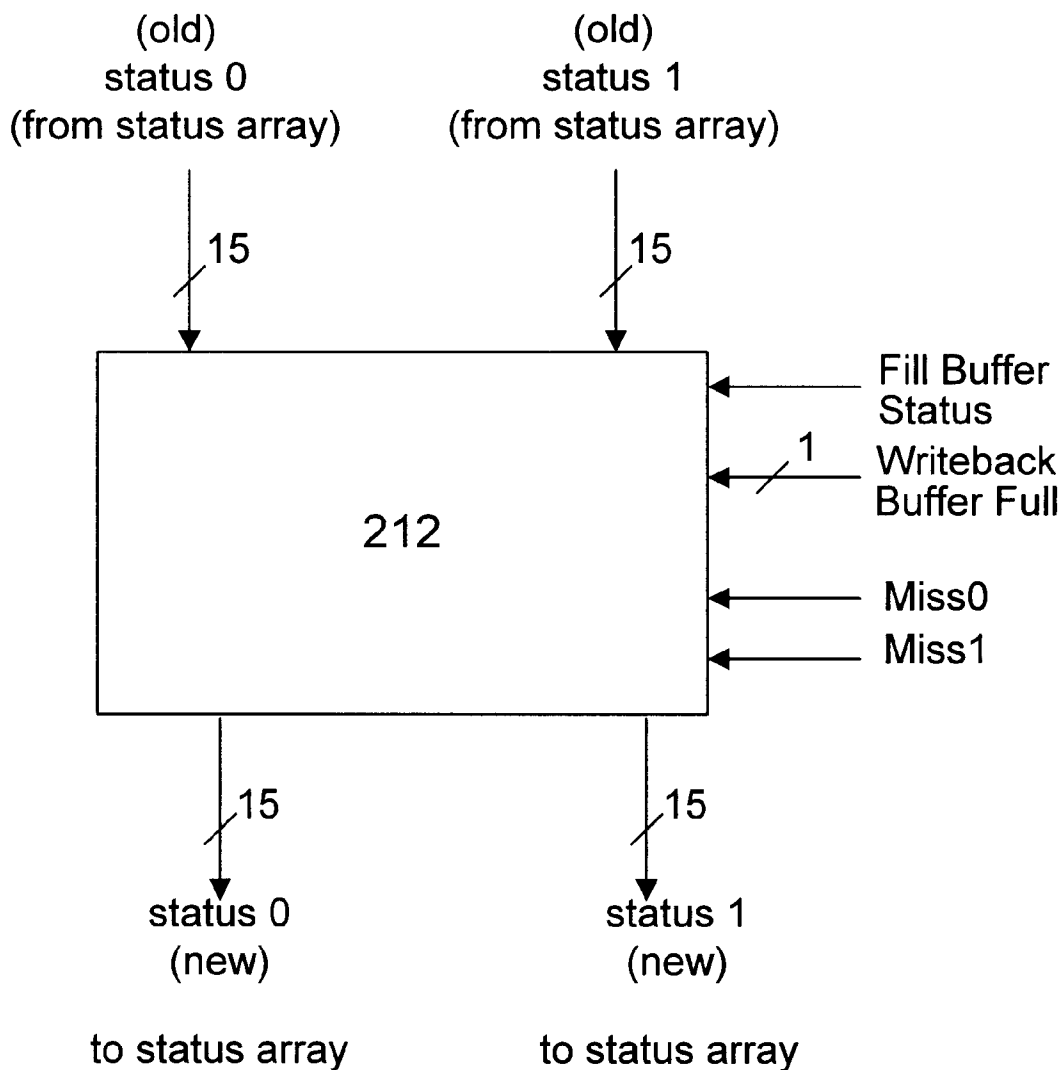 (old)
status 0
(from status array)
(old)
status 1
(from status array)
15
15
Fill Buffer
Status
1
Writeback
Buffer Full
212
Miss0
Miss1
15
15
status 0
(new)
status 1
(new)
to status array
to status array